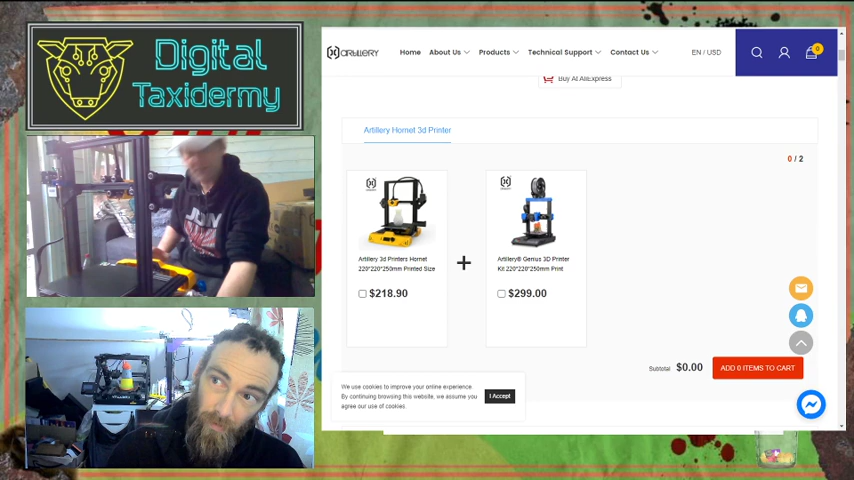 Digital
Taxidermy
ARTILLERY
Home
About Us
Products
Technical Support
Contact Us
EN / USD
0
Buy At AliExpress
Artillery Hornet 3d Printer
0 / 2
Artillery 3d Printers Hornet
220*220*250mm Printed Size
$218.90
+
Artillery® Genius 3D Printer
Kit 220*220*250mm Print
$299.00
Subtotal $0.00
ADD 0 ITEMS TO CART
We use cookies to improve your online experience.
By continuing browsing this website, we assume you
agree our use of cookies.
I Accept